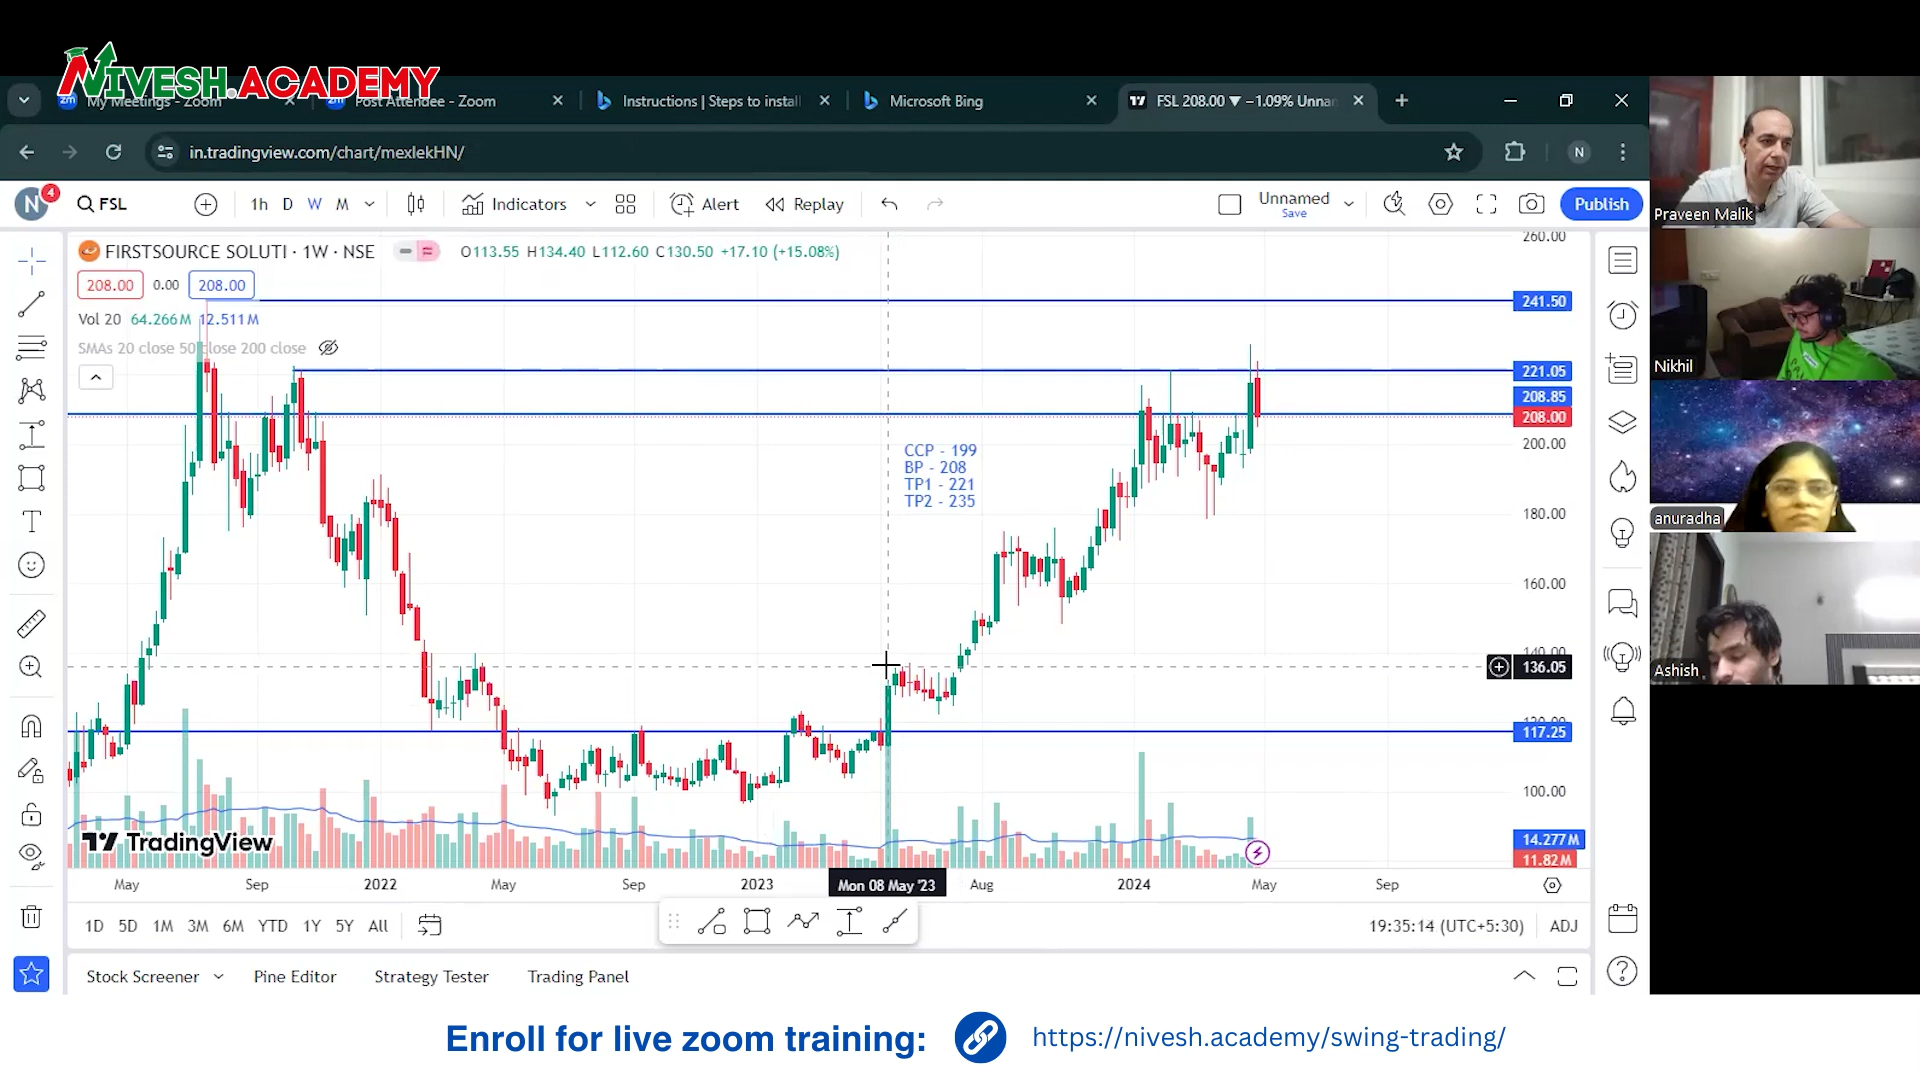 NIVESH.ACADEMY
My Meetings - Zoom
Post Attendee - Zoom
Instructions | Steps to install
Microsoft Bing
FSL 208.00 ▼ −1.09% Unnar
in.tradingview.com/chart/mexlekHN/
N
N
4
FSL
1h
D
W
M
Indicators
Alert
Replay
Unnamed
Save
Publish
FIRSTSOURCE SOLUTI · 1W · NSE
O113.55 H134.40 L112.60 C130.50 +17.10 (+15.08%)
208.00
0.00
208.00
Vol 20 64.266M 12.511M
SMAs 20 close 50 close 200 close
CCP - 199
BP - 208
TP1 - 221
TP2 - 235
260.00
241.50
221.05
208.85
208.00
200.00
180.00
160.00
140.00
136.05
120.00
117.25
100.00
14.277M
11.82M
TradingView
May
Sep
2022
May
Sep
2023
Mon 08 May '23
Aug
2024
May
Sep
1D
5D
1M
3M
6M
YTD
1Y
5Y
All
19:35:14 (UTC+5:30)
ADJ
Stock Screener
Pine Editor
Strategy Tester
Trading Panel
Praveen Malik
Nikhil
anuradha
Ashish
Enroll for live zoom training:
https://nivesh.academy/swing-trading/